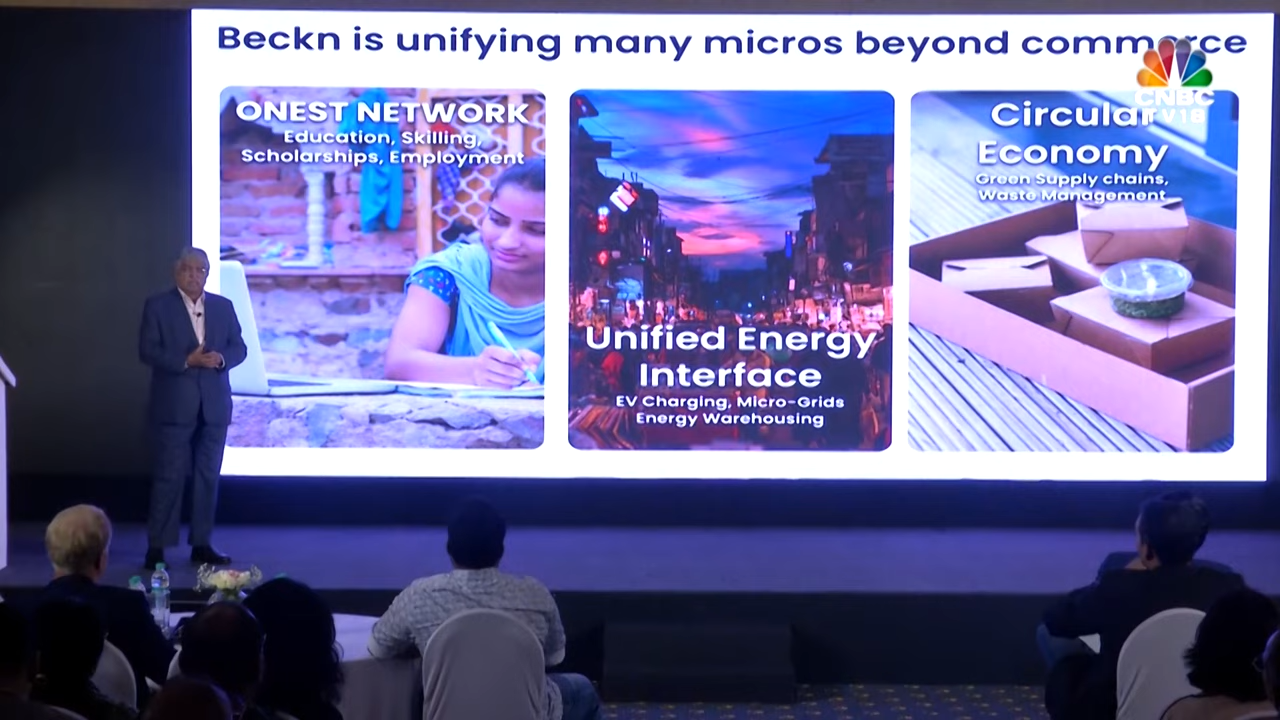 Beckn is unifying many micros beyond commerce
ONEST NETWORK
Education, Skilling,
Scholarships, Employment
Unified Energy
Interface
EV Charging, Micro-Grids
Energy Warehousing
Circular
Economy
Green Supply chains,
Waste Management
CNBC
TV18